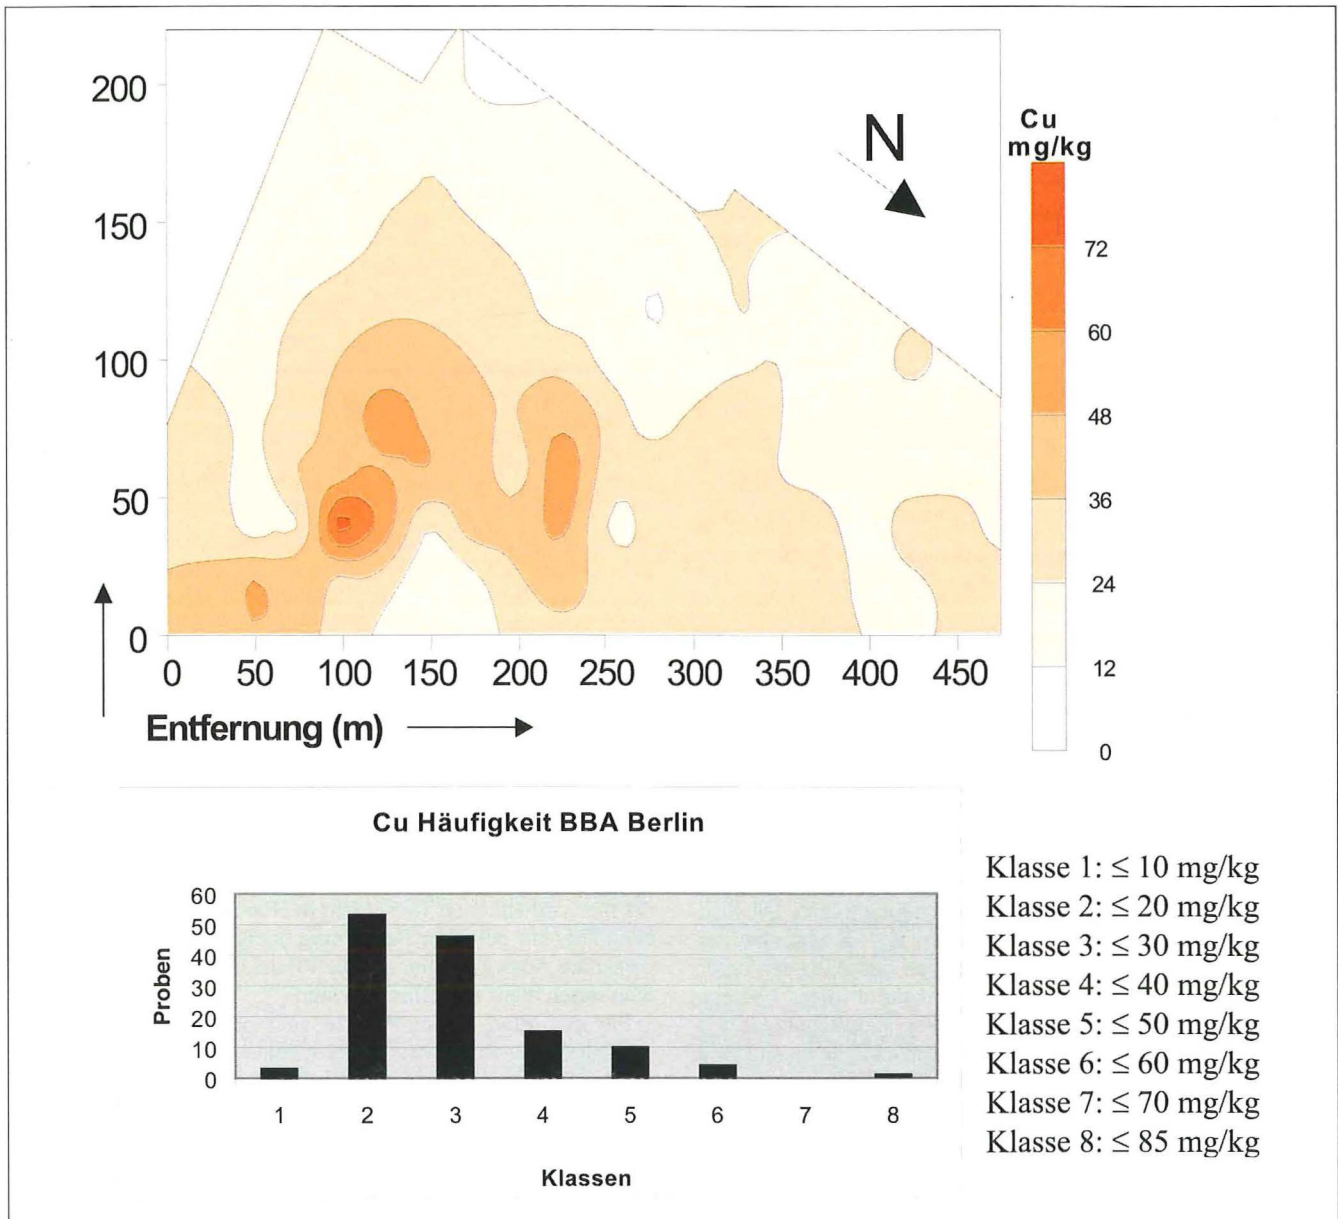 200
150
100
50
0
0 50 100 150 200 250 300 350 400 450
Entfernung (m)
N
Cu
mg/kg
72
60
48
36
24
12
0
Cu Häufigkeit BBA Berlin
Proben
60
50
40
30
20
10
0
1 2 3 4 5 6 7 8
Klassen
Klasse 1: ≤ 10 mg/kg
Klasse 2: ≤ 20 mg/kg
Klasse 3: ≤ 30 mg/kg
Klasse 4: ≤ 40 mg/kg
Klasse 5: ≤ 50 mg/kg
Klasse 6: ≤ 60 mg/kg
Klasse 7: ≤ 70 mg/kg
Klasse 8: ≤ 85 mg/kg